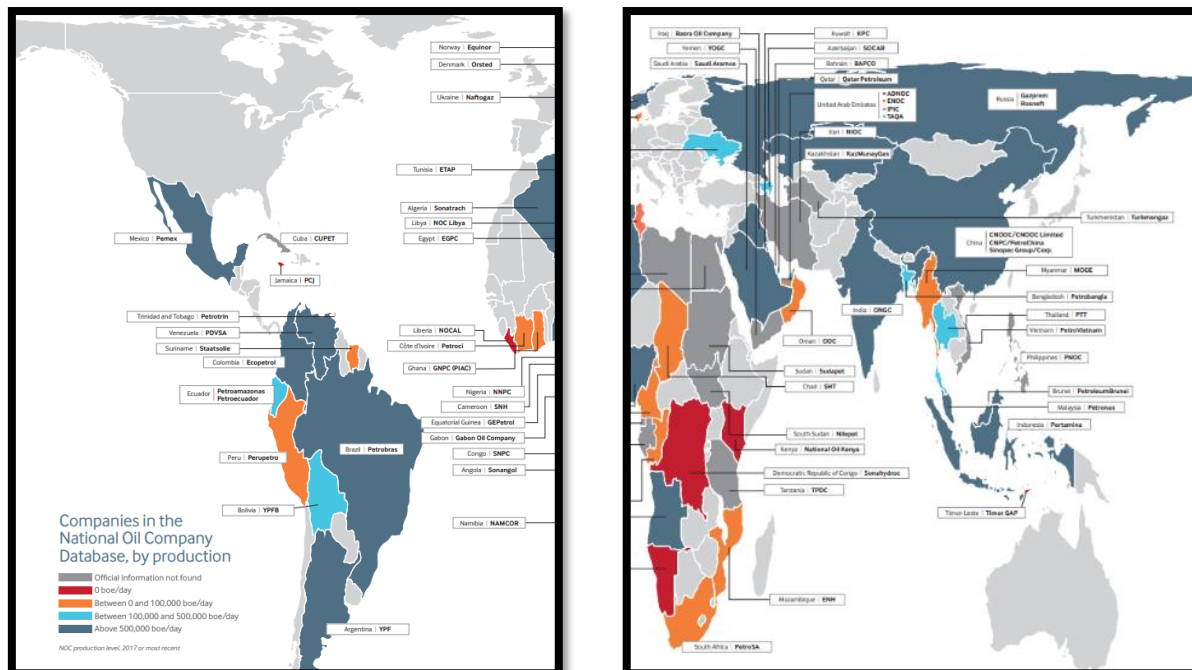 Norway | Equinor
Denmark | Orsted
Ukraine | Naftogaz
Tunisia | ETAP
Algeria | Sonatrach
Libya | NOC Libya
Egypt | EGPC
Mexico | Pemex
Cuba | CUPET
Jamaica | PCJ
Trinidad and Tobago | Petrotrin
Venezuela | PDVSA
Suriname | Staatsolie
Colombia | Ecopetrol
Liberia | NOCAL
Côte d'Ivoire | Petroci
Ghana | GNPC (PIAC)
Ecuador | Petroamazonas
Petroecuador
Nigeria | NNPC
Cameroon | SNH
Equatorial Guinea | GEPetrol
Gabon | Gabon Oil Company
Congo | SNPC
Angola | Sonangol
Peru | Perupetro
Brazil | Petrobras
Bolivia | YPFB
Namibia | NAMCOR
Argentina | YPF
Companies in the
National Oil Company
Database, by production
Official information not found
0 boe/day
Between 0 and 100,000 boe/day
Between 100,000 and 500,000 boe/day
Above 500,000 boe/day
NOC production level, 2017 or most recent
Iraq | Basra Oil Company
Yemen | YOGC
Saudi Arabia | Saudi Aramco
Kuwait | KPC
Azerbaijan | SOCAR
Bahrain | BAPCO
Qatar | Qatar Petroleum
United Arab Emirates | • ADNOC
• ENOC
• IPIC
• TAQA
Iran | NIOC
Kazakhstan | KazMunayGas
Russia | Gazprom
Rosneft
Turkmenistan | Turkmengaz
China | CNOOC/CNOOC Limited
CNPC/PetroChina
Sinopec Group/Corp.
Myanmar | MOGE
Bangladesh | Petrobangla
India | ONGC
Thailand | PTT
Vietnam | PetroVietnam
Oman | OOC
Philippines | PNOC
Sudan | Sudapet
Chad | SHT
Brunei | PetroleumBrunei
Malaysia | Petronas
Indonesia | Pertamina
South Sudan | Nilepet
Kenya | National Oil Kenya
Democratic Republic of Congo | Sonahydroc
Tanzania | TPDC
Timor-Leste | Timor GAP
Mozambique | ENH
South Africa | PetroSA